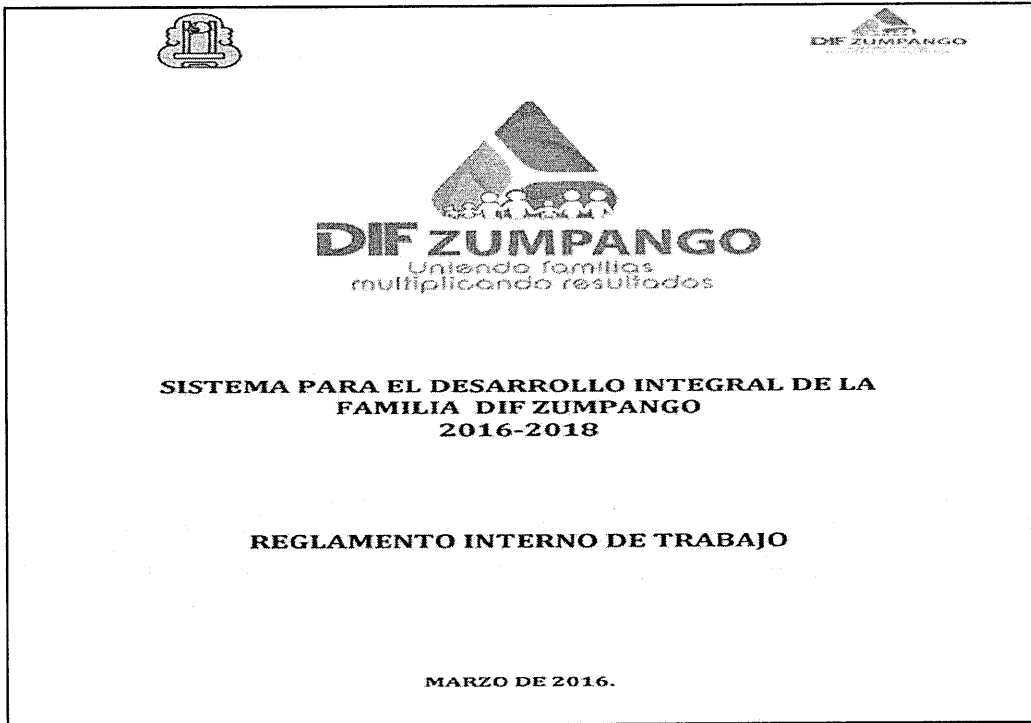 DIF ZUMPANGO
DIF ZUMPANGO
Uniendo familias
multiplicando resultados
SISTEMA PARA EL DESARROLLO INTEGRAL DE LA
FAMILIA DIF ZUMPANGO
2016-2018
REGLAMENTO INTERNO DE TRABAJO
MARZO DE 2016.